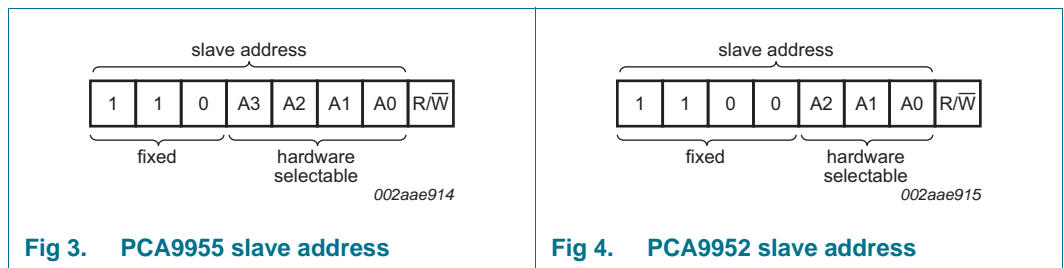 slave address
1 1 0 A3 A2 A1 A0 R/W̅
fixed
hardware
selectable
002aae914
Fig 3. PCA9955 slave address
slave address
1 1 0 0 A2 A1 A0 R/W̅
fixed
hardware
selectable
002aae915
Fig 4. PCA9952 slave address